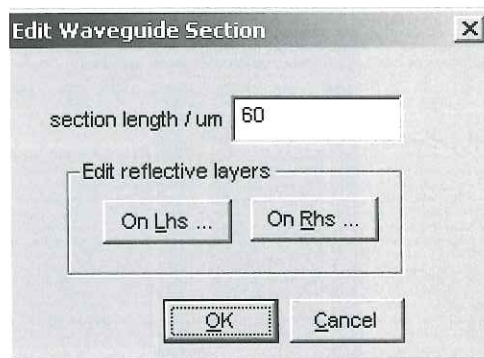 Edit Waveguide Section
section length / um 60
Edit reflective layers
On Lhs ... On Rhs ...
OK Cancel